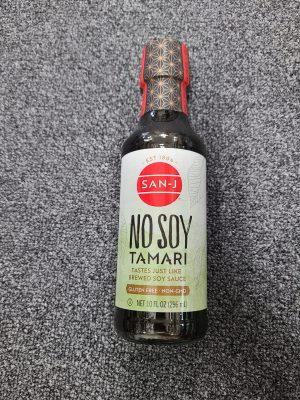 EST 1804
SAN-J
NO SOY
TAMARI
TASTES JUST LIKE
BREWED SOY SAUCE
GLUTEN FREE · NON-GMO
NET 10 FL OZ (296 mL)